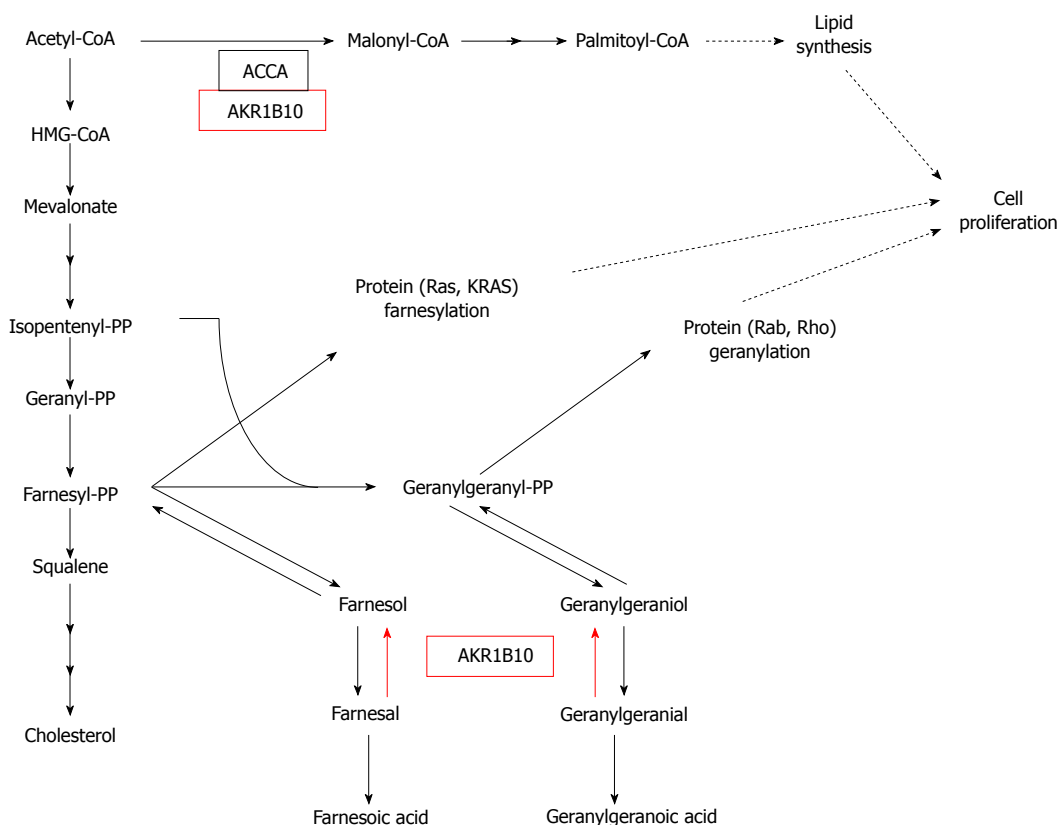 Acetyl-CoA
Malonyl-CoA
Palmitoyl-CoA
Lipid
synthesis
ACCA
AKR1B10
HMG-CoA
Mevalonate
Cell
proliferation
Protein (Ras, KRAS)
farnesylation
Isopentenyl-PP
Protein (Rab, Rho)
geranylation
Geranyl-PP
Farnesyl-PP
Geranylgeranyl-PP
Squalene
Farnesol
Geranylgeraniol
AKR1B10
Farnesal
Geranylgeranial
Cholesterol
Farnesoic acid
Geranylgeranoic acid